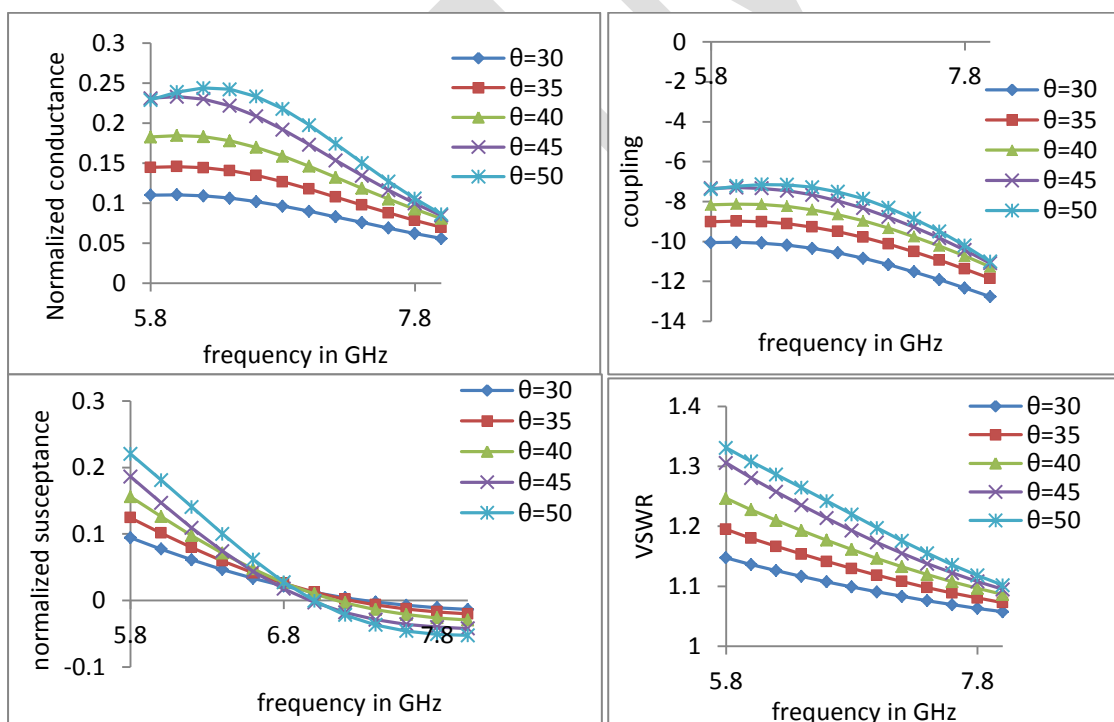 0.3
0.25
0.2
0.15
0.1
0.05
0
5.8
7.8
Normalized conductance
frequency in GHz
θ=30
θ=35
θ=40
θ=45
θ=50
0
-2
-4
-6
-8
-10
-12
-14
5.8
7.8
coupling
frequency in GHz
θ=30
θ=35
θ=40
θ=45
θ=50
0.3
0.2
0.1
0
-0.1
5.8
6.8
7.8
normalized susceptance
frequency in GHz
θ=30
θ=35
θ=40
θ=45
θ=50
1.4
1.3
1.2
1.1
1
5.8
7.8
VSWR
frequency in GHz
θ=30
θ=35
θ=40
θ=45
θ=50